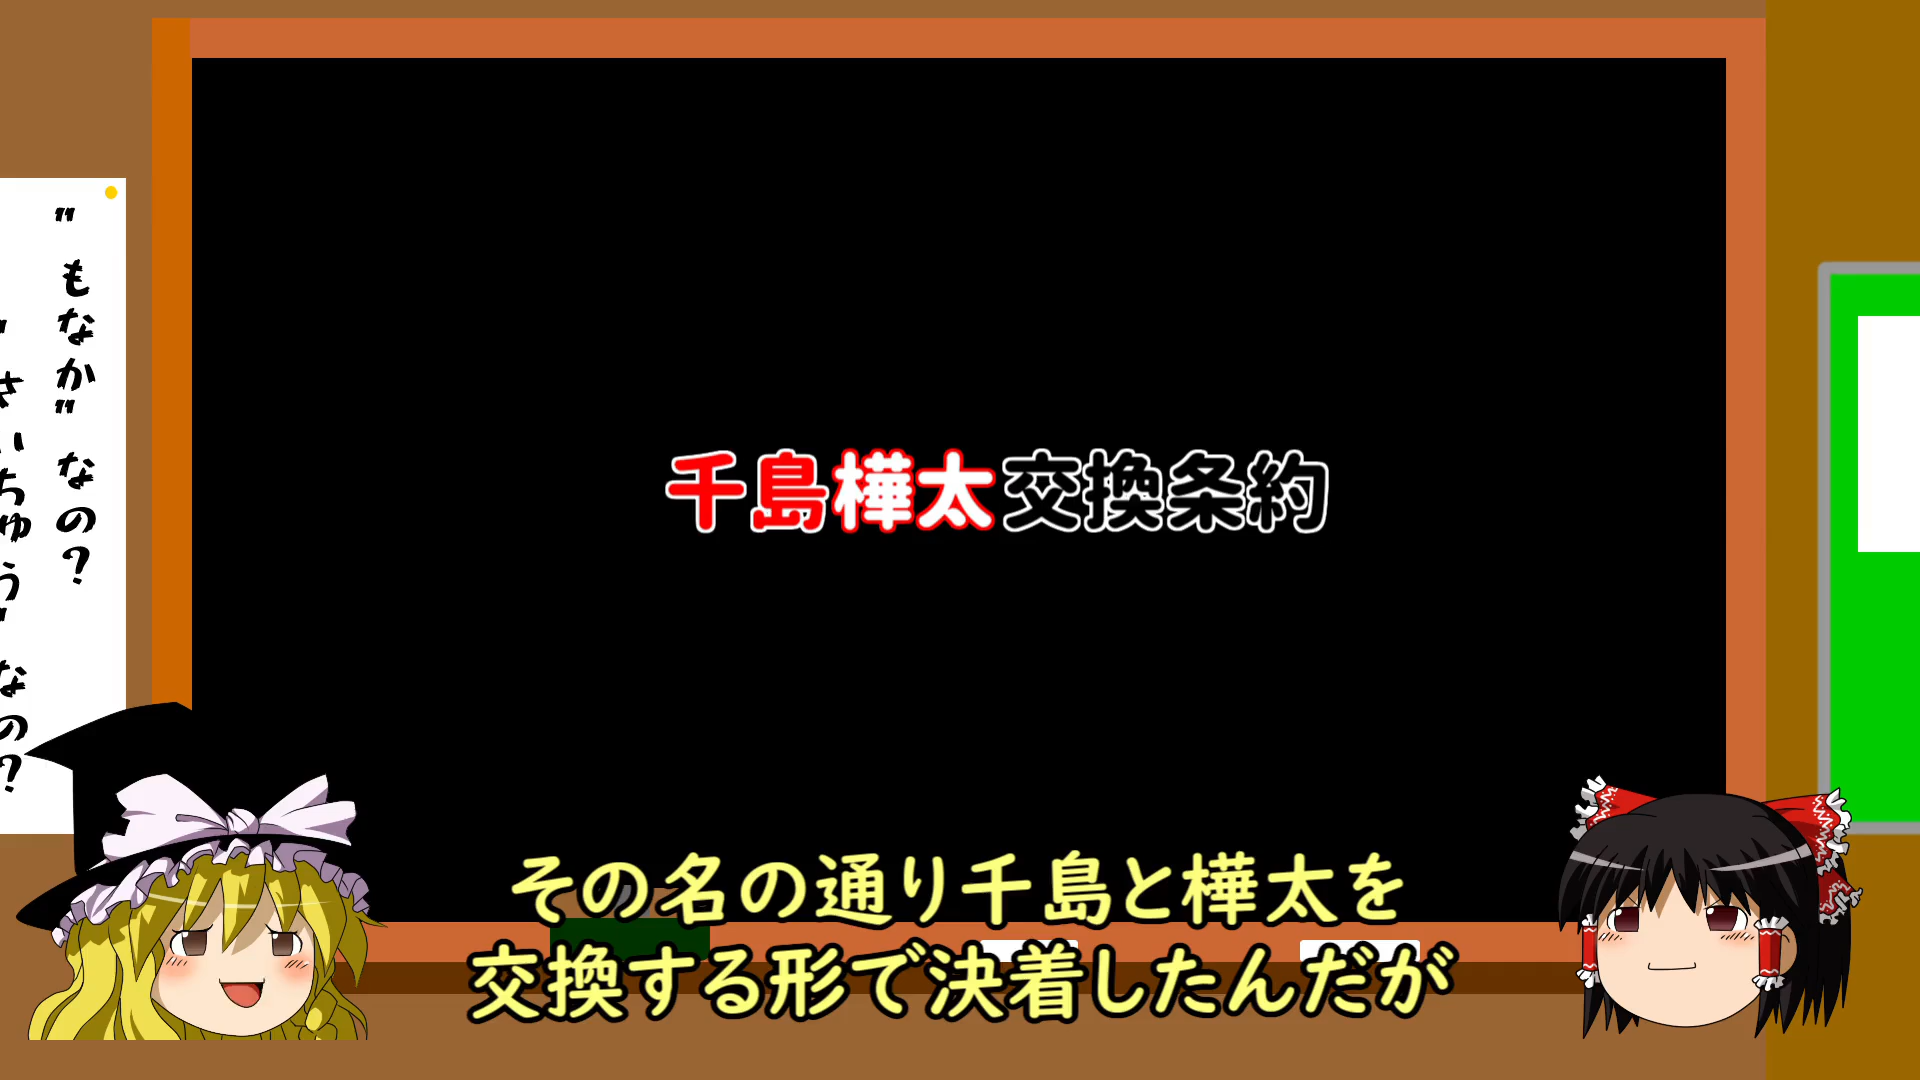 千島樺太交換条約
"もなか"なの?
"さいちゅう"なの?
その名の通り千島と樺太を
交換する形で決着したんだが